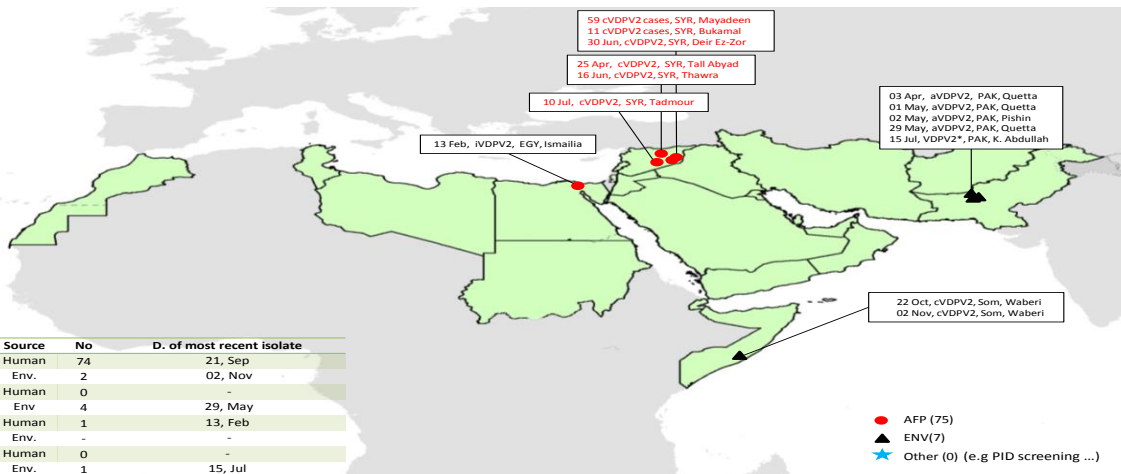 59 cVDPV2 cases, SYR, Mayadeen
11 cVDPV2 cases, SYR, Bukamal
30 Jun, cVDPV2, SYR, Deir Ez-Zor
25 Apr, cVDPV2, SYR, Tall Abyad
16 Jun, cVDPV2, SYR, Thawra
10 Jul, cVDPV2, SYR, Tadmour
13 Feb, iVDPV2, EGY, Ismailia
03 Apr, aVDPV2, PAK, Quetta
01 May, aVDPV2, PAK, Quetta
02 May, aVDPV2, PAK, Pishin
29 May, aVDPV2, PAK, Quetta
15 Jul, VDPV2*, PAK, K. Abdullah
22 Oct, cVDPV2, Som, Waberi
02 Nov, cVDPV2, Som, Waberi
Source No D. of most recent isolate
Human 74 21, Sep
Env. 2 02, Nov
Human 0 -
Env 4 29, May
Human 1 13, Feb
Env. - -
Human 0 -
Env. 1 15, Jul
AFP (75)
ENV(7)
Other (0) (e.g PID screening ...)